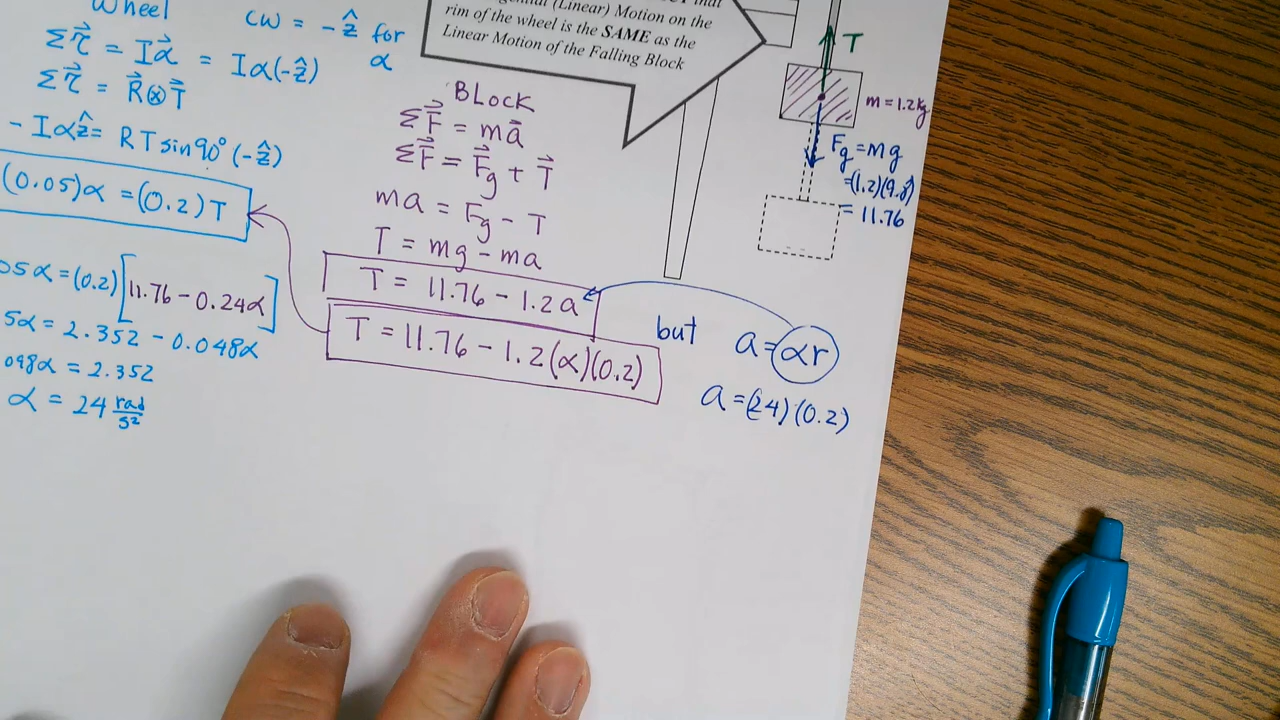 Wheel
Στ⃗ = Iα⃗ = Iα(-ẑ)
CW = -ẑ for α
Στ⃗ = R⃗⊗T⃗
- Iαẑ = RT sin90° (-ẑ)
(0.05)α = (0.2)T
05α = (0.2)[11.76 - 0.24α]
5α = 2.352 - 0.048α
098α = 2.352
α = 24 rad/s²
(Linear) Motion on the
rim of the wheel is the SAME as the
Linear Motion of the Falling Block
BLOCK
ΣF⃗ = ma⃗
ΣF⃗ = F⃗g + T⃗
ma = Fg - T
T = mg - ma
T = 11.76 - 1.2a
T = 11.76 - 1.2(α)(0.2)
but a = αr
a = (24)(0.2)
T
m = 1.2kg
Fg = mg
= (1.2)(9.8)
= 11.76